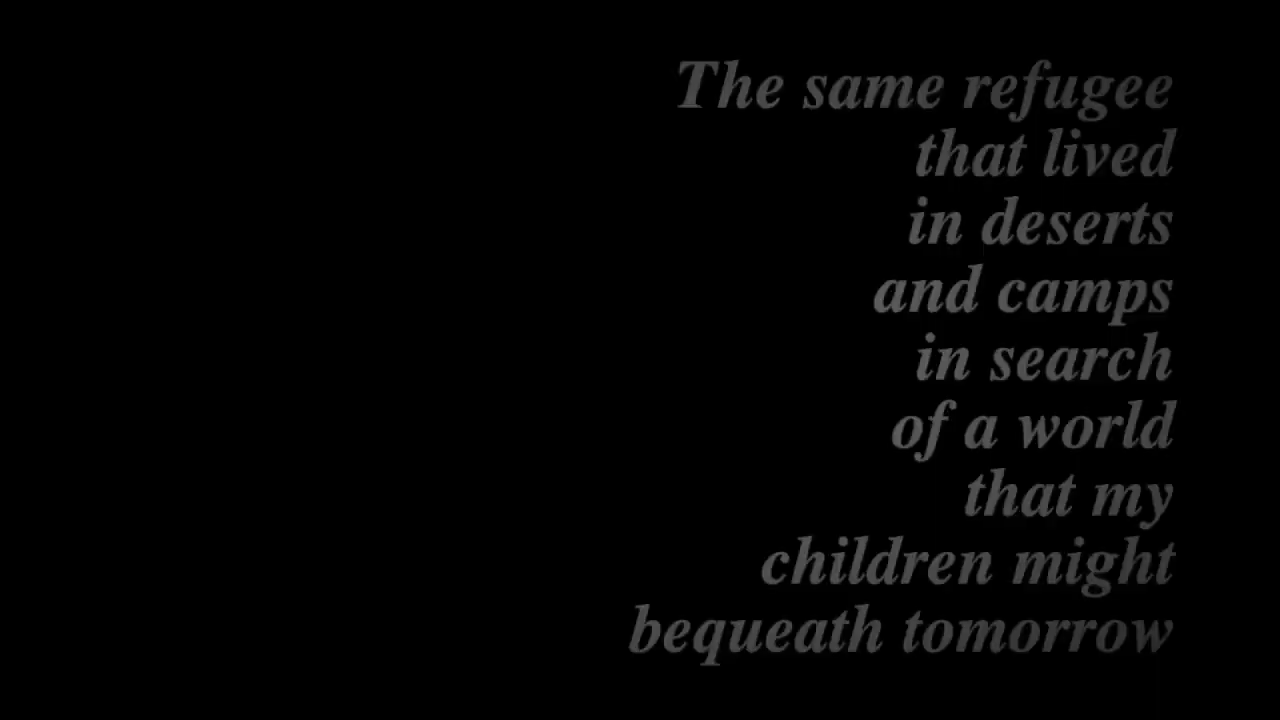 The same refugee
that lived
in deserts
and camps
in search
of a world
that my
children might
bequeath tomorrow